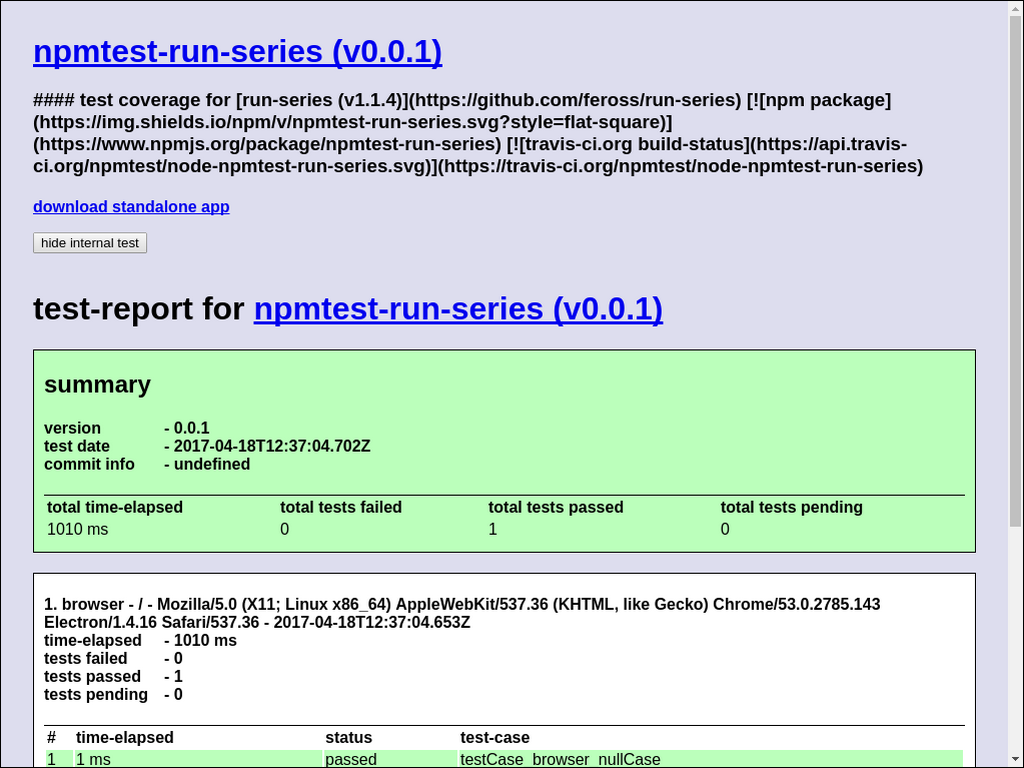 npmtest-run-series (v0.0.1)
#### test coverage for [run-series (v1.1.4)](https://github.com/feross/run-series) [![npm package]
(https://img.shields.io/npm/v/npmtest-run-series.svg?style=flat-square)]
(https://www.npmjs.org/package/npmtest-run-series) [![travis-ci.org build-status](https://api.travis-
ci.org/npmtest/node-npmtest-run-series.svg)](https://travis-ci.org/npmtest/node-npmtest-run-series)
download standalone app
hide internal test
test-report for npmtest-run-series (v0.0.1)
summary
version - 0.0.1
test date - 2017-04-18T12:37:04.702Z
commit info - undefined
total time-elapsed total tests failed total tests passed total tests pending
1010 ms 0 1 0
1. browser - / - Mozilla/5.0 (X11; Linux x86_64) AppleWebKit/537.36 (KHTML, like Gecko) Chrome/53.0.2785.143
Electron/1.4.16 Safari/537.36 - 2017-04-18T12:37:04.653Z
time-elapsed - 1010 ms
tests failed - 0
tests passed - 1
tests pending - 0
# time-elapsed status test-case
1 1 ms passed testCase_browser_nullCase